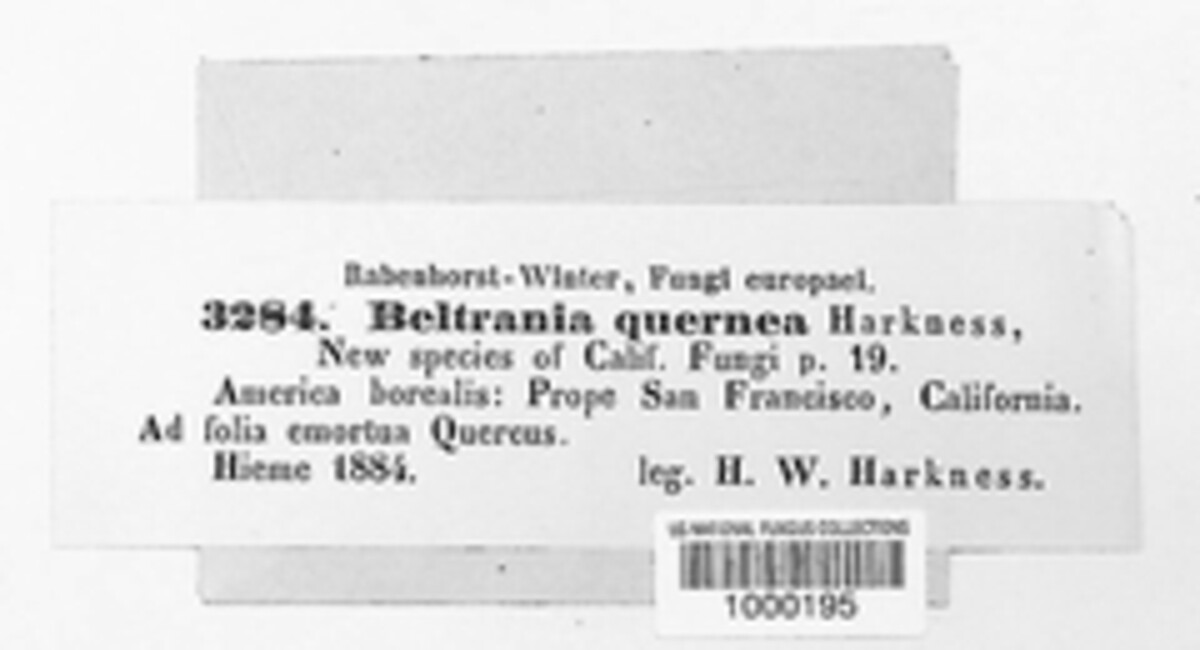 Rabenhorst-Winter, Fungi europaei.
3284. Beltrania quernea Harkness,
New species of Calif. Fungi p. 19.
America borealis: Prope San Francisco, California.
Ad folia emortua Quercus.
Hieme 1884. leg. H. W. Harkness.
US NATIONAL FUNGUS COLLECTIONS
1000195